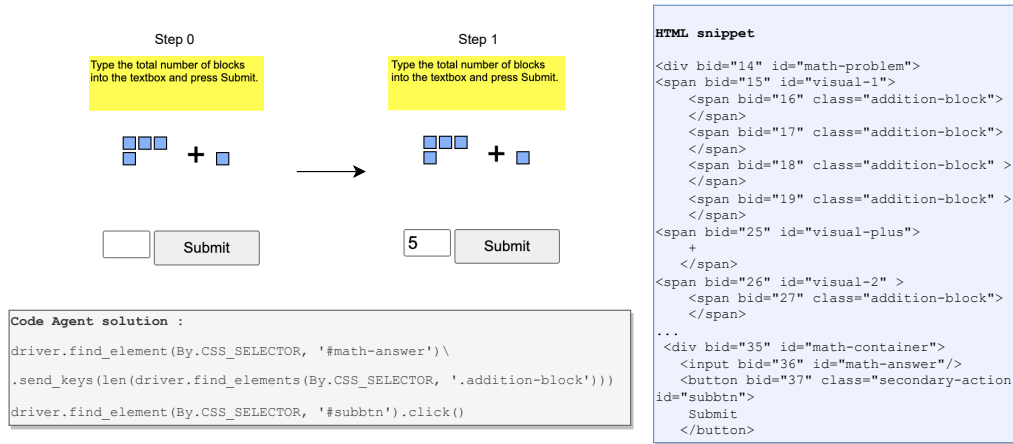 Step 0
Type the total number of blocks
into the textbox and press Submit.
+
Submit
Step 1
Type the total number of blocks
into the textbox and press Submit.
+
5
Submit
Code Agent solution :
driver.find_element(By.CSS_SELECTOR, '#math-answer')\
.send_keys(len(driver.find_elements(By.CSS_SELECTOR, '.addition-block')))
driver.find_element(By.CSS_SELECTOR, '#subbtn').click()
HTML snippet
<div bid="14" id="math-problem">
<span bid="15" id="visual-1">
<span bid="16" class="addition-block">
</span>
<span bid="17" class="addition-block">
</span>
<span bid="18" class="addition-block" >
</span>
<span bid="19" class="addition-block" >
</span>
<span bid="25" id="visual-plus">
+
</span>
<span bid="26" id="visual-2" >
<span bid="27" class="addition-block">
</span>
...
<div bid="35" id="math-container">
<input bid="36" id="math-answer"/>
<button bid="37" class="secondary-action
id="subbtn">
Submit
</button>